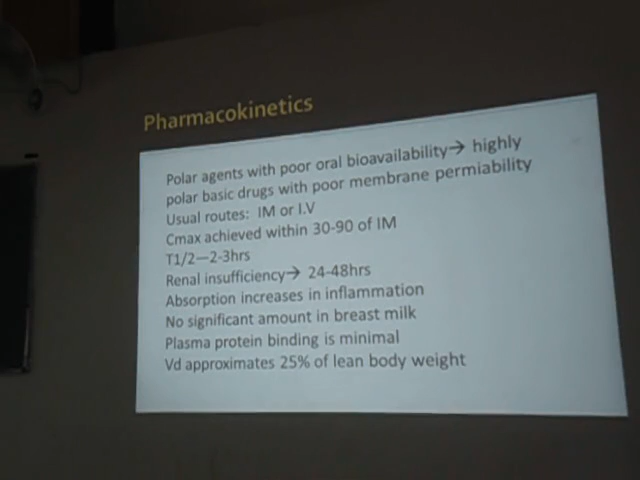 Pharmacokinetics
Polar agents with poor oral bioavailability→ highly
polar basic drugs with poor membrane permiability
Usual routes: IM or I.V
Cmax achieved within 30-90 of IM
T1/2—2-3hrs
Renal insufficiency→ 24-48hrs
Absorption increases in inflammation
No significant amount in breast milk
Plasma protein binding is minimal
Vd approximates 25% of lean body weight